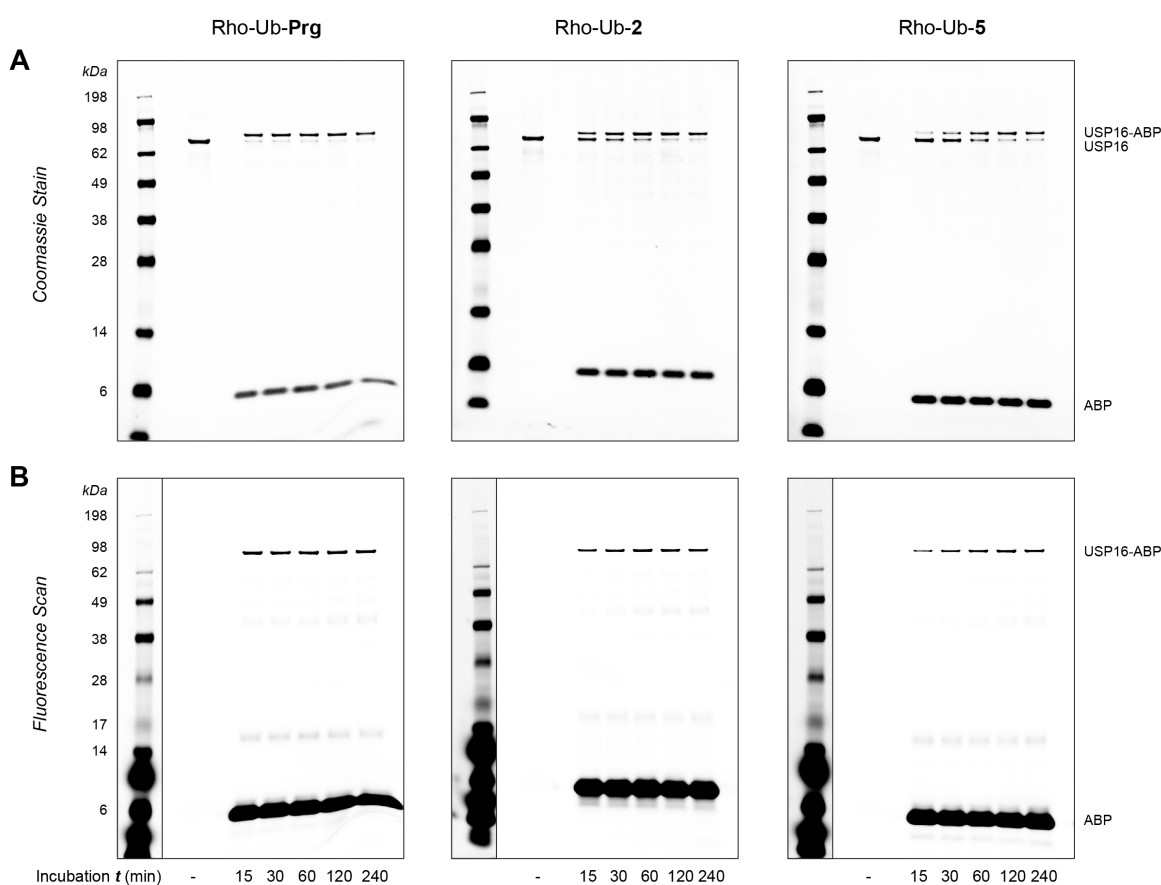 Rho-Ub-Prg
Rho-Ub-2
Rho-Ub-5
A
Coomassie Stain
kDa
198
98
62
49
38
28
14
6
USP16-ABP
USP16
ABP
B
Fluorescence Scan
kDa
198
98
62
49
38
28
17
14
6
USP16-ABP
ABP
Incubation t (min) - 15 30 60 120 240 - 15 30 60 120 240 - 15 30 60 120 240